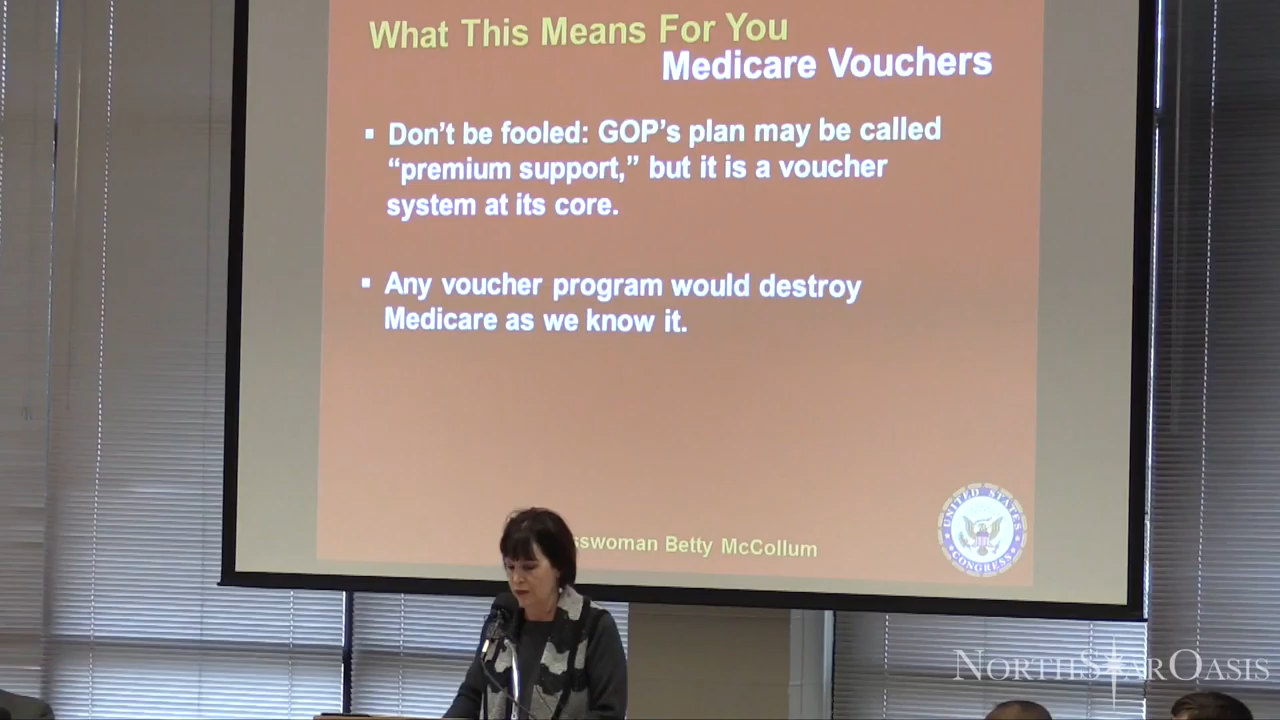 What This Means For You
Medicare Vouchers
▪ Don't be fooled: GOP's plan may be called
“premium support,” but it is a voucher
system at its core.
▪ Any voucher program would destroy
Medicare as we know it.
sswoman Betty McCollum
UNITED STATES
CONGRESS
NORTHSTAROASIS